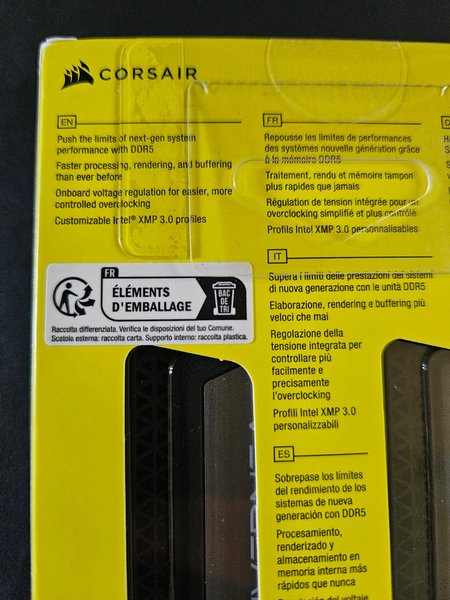 CORSAIR
EN
Push the limits of next-gen system
performance with DDR5
Faster processing, rendering, and buffering
than ever before
Onboard voltage regulation for easier, more
controlled overclocking
Customizable Intel® XMP 3.0 profiles
FR
Repousse les limites de performances
des systèmes nouvelle génération grâce
à la mémoire DDR5
Traitement, rendu et mémoire tampon
plus rapides que jamais
Régulation de tension intégrée pour un
overclocking simplifié et plus contrôlé
Profils Intel XMP 3.0 personnalisables
IT
Supera i limiti delle prestazioni dei sistemi
di nuova generazione con le unità DDR5
Elaborazione, rendering e buffering più
veloci che mai
Regolazione della
tensione integrata per
controllare più
facilmente e
precisamente
l'overclocking
Profili Intel XMP 3.0
personalizzabili
ES
Sobrepase los límites
del rendimiento de los
sistemas de nueva
generación con DDR5
Procesamiento,
renderizado y
almacenamiento en
memoria interna más
rápidos que nunca
FR
ÉLÉMENTS
D'EMBALLAGE
BAC
DE
TRI
Raccolta differenziata. Verifica le disposizioni del tuo Comune.
Scatola esterna: raccolta carta. Supporto interno: raccolta plastica.